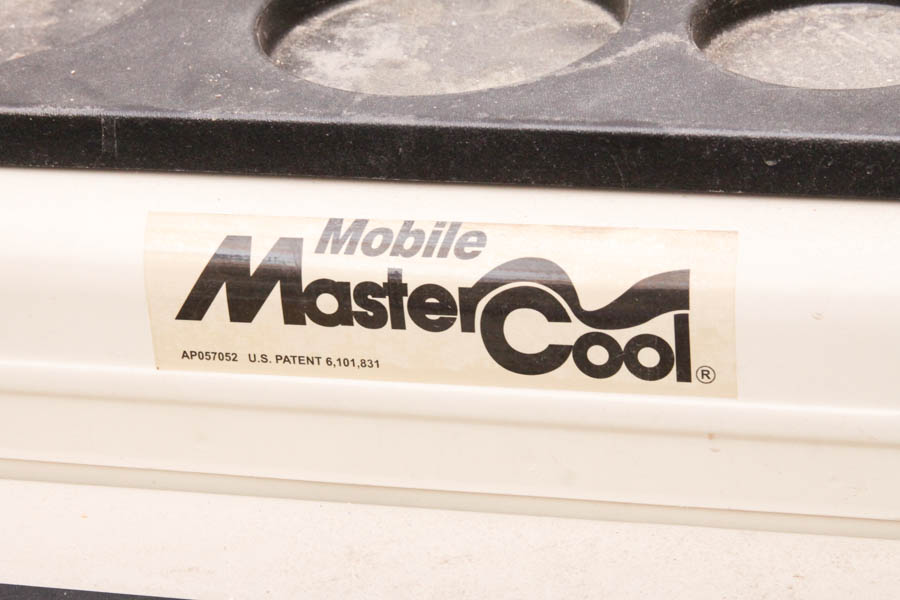 Mobile
MasterCool®
AP057052 U.S. PATENT 6,101,831